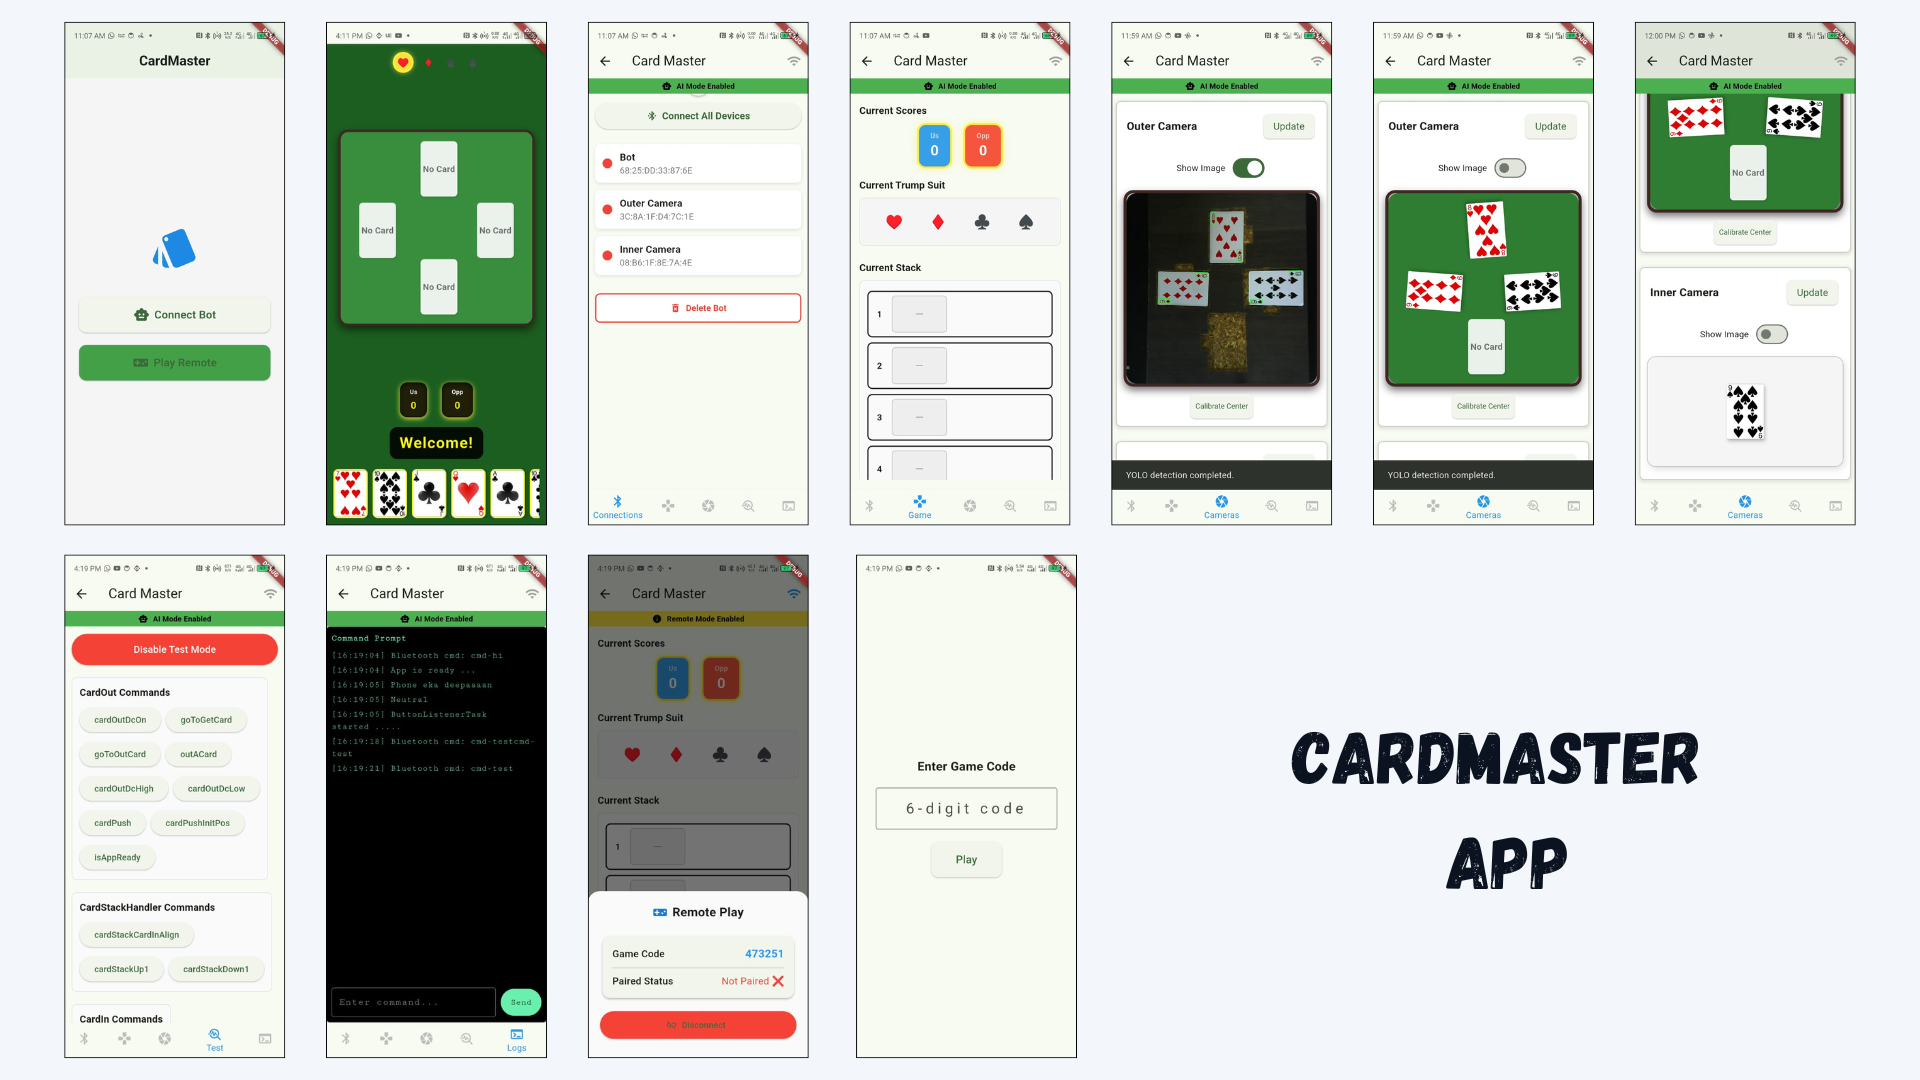 11:07 AM
DEBUG
CardMaster
Connect Bot
Play Remote
4:11 PM
No Card
No Card
No Card
No Card
Us
0
Opp
0
Welcome!
11:07 AM
DEBUG
Card Master
AI Mode Enabled
Connect All Devices
Bot
68:25:DD:33:87:6E
Outer Camera
3C:8A:1F:D4:7C:1E
Inner Camera
08:B6:1F:8E:7A:4E
Delete Bot
Connections
11:07 AM
DEBUG
Card Master
AI Mode Enabled
Current Scores
Us
0
Opp
0
Current Trump Suit
Current Stack
1 —
2 —
3 —
4 —
Game
11:59 AM
DEBUG
Card Master
AI Mode Enabled
Outer Camera
Update
Show Image
Calibrate Center
YOLO detection completed.
Cameras
11:59 AM
DEBUG
Card Master
AI Mode Enabled
Outer Camera
Update
Show Image
No Card
Calibrate Center
YOLO detection completed.
Cameras
12:00 PM
DEBUG
Card Master
AI Mode Enabled
No Card
Calibrate Center
Inner Camera
Update
Show Image
Cameras
4:19 PM
DEBUG
Card Master
AI Mode Enabled
Disable Test Mode
CardOut Commands
cardOutDcOn goToGetCard
goToOutCard outACard
cardOutDcHigh cardOutDcLow
cardPush cardPushInitPos
isAppReady
CardStackHandler Commands
cardStackCardInAlign
cardStackUp1 cardStackDown1
CardIn Commands
Test
4:19 PM
DEBUG
Card Master
AI Mode Enabled
Command Prompt
[16:19:04] Bluetooth cmd: cmd-hi
[16:19:04] App is ready ...
[16:19:05] Phone eka deepasaan
[16:19:05] Neutral
[16:19:05] ButtonListenerTask
started .....
[16:19:18] Bluetooth cmd: cmd-testcmd-
test
[16:19:21] Bluetooth cmd: cmd-test
Enter command...
Send
Logs
4:19 PM
DEBUG
Card Master
Remote Mode Enabled
Current Scores
Us
0
Opp
0
Current Trump Suit
Current Stack
1 —
Remote Play
Game Code 473251
Paired Status Not Paired ❌
Disconnect
4:19 PM
DEBUG
Enter Game Code
6-digit code
Play
CARDMASTER
APP